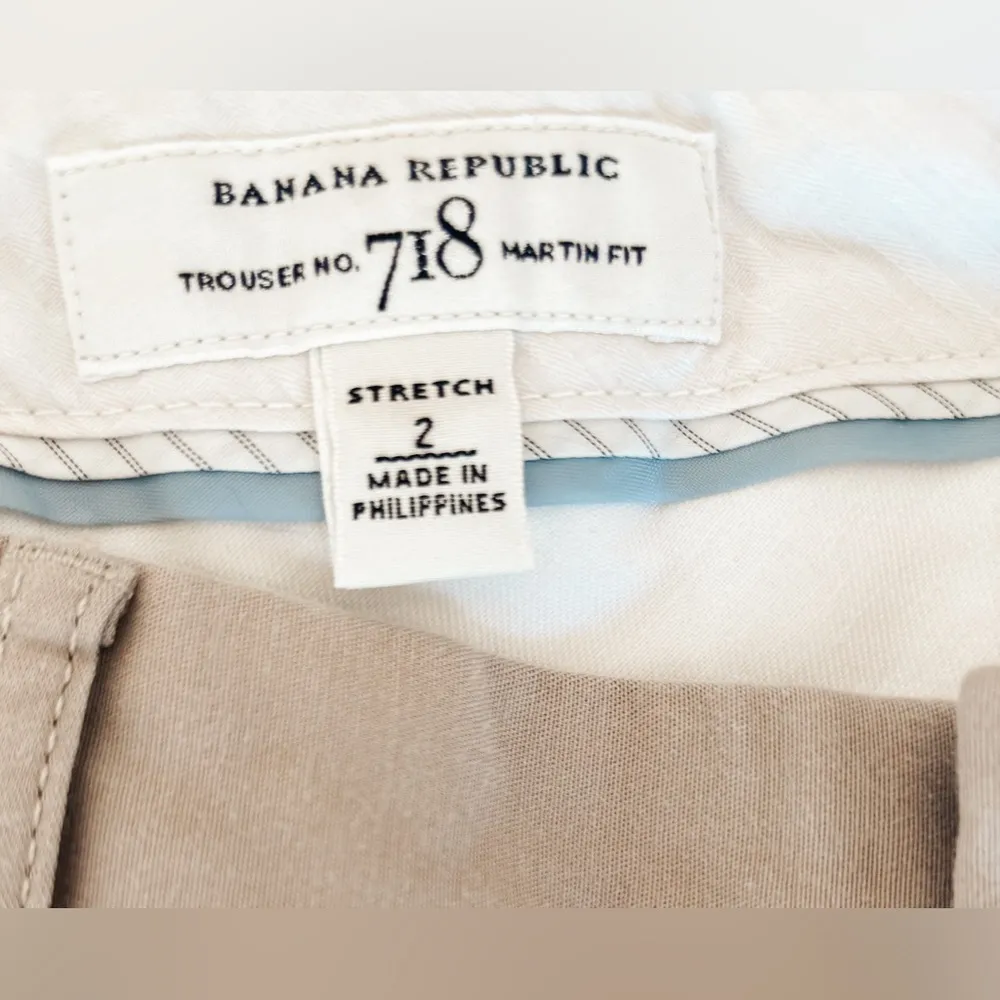 BANANA REPUBLIC
TROUSER NO. 718 MARTIN FIT
STRETCH
2
MADE IN
PHILIPPINES